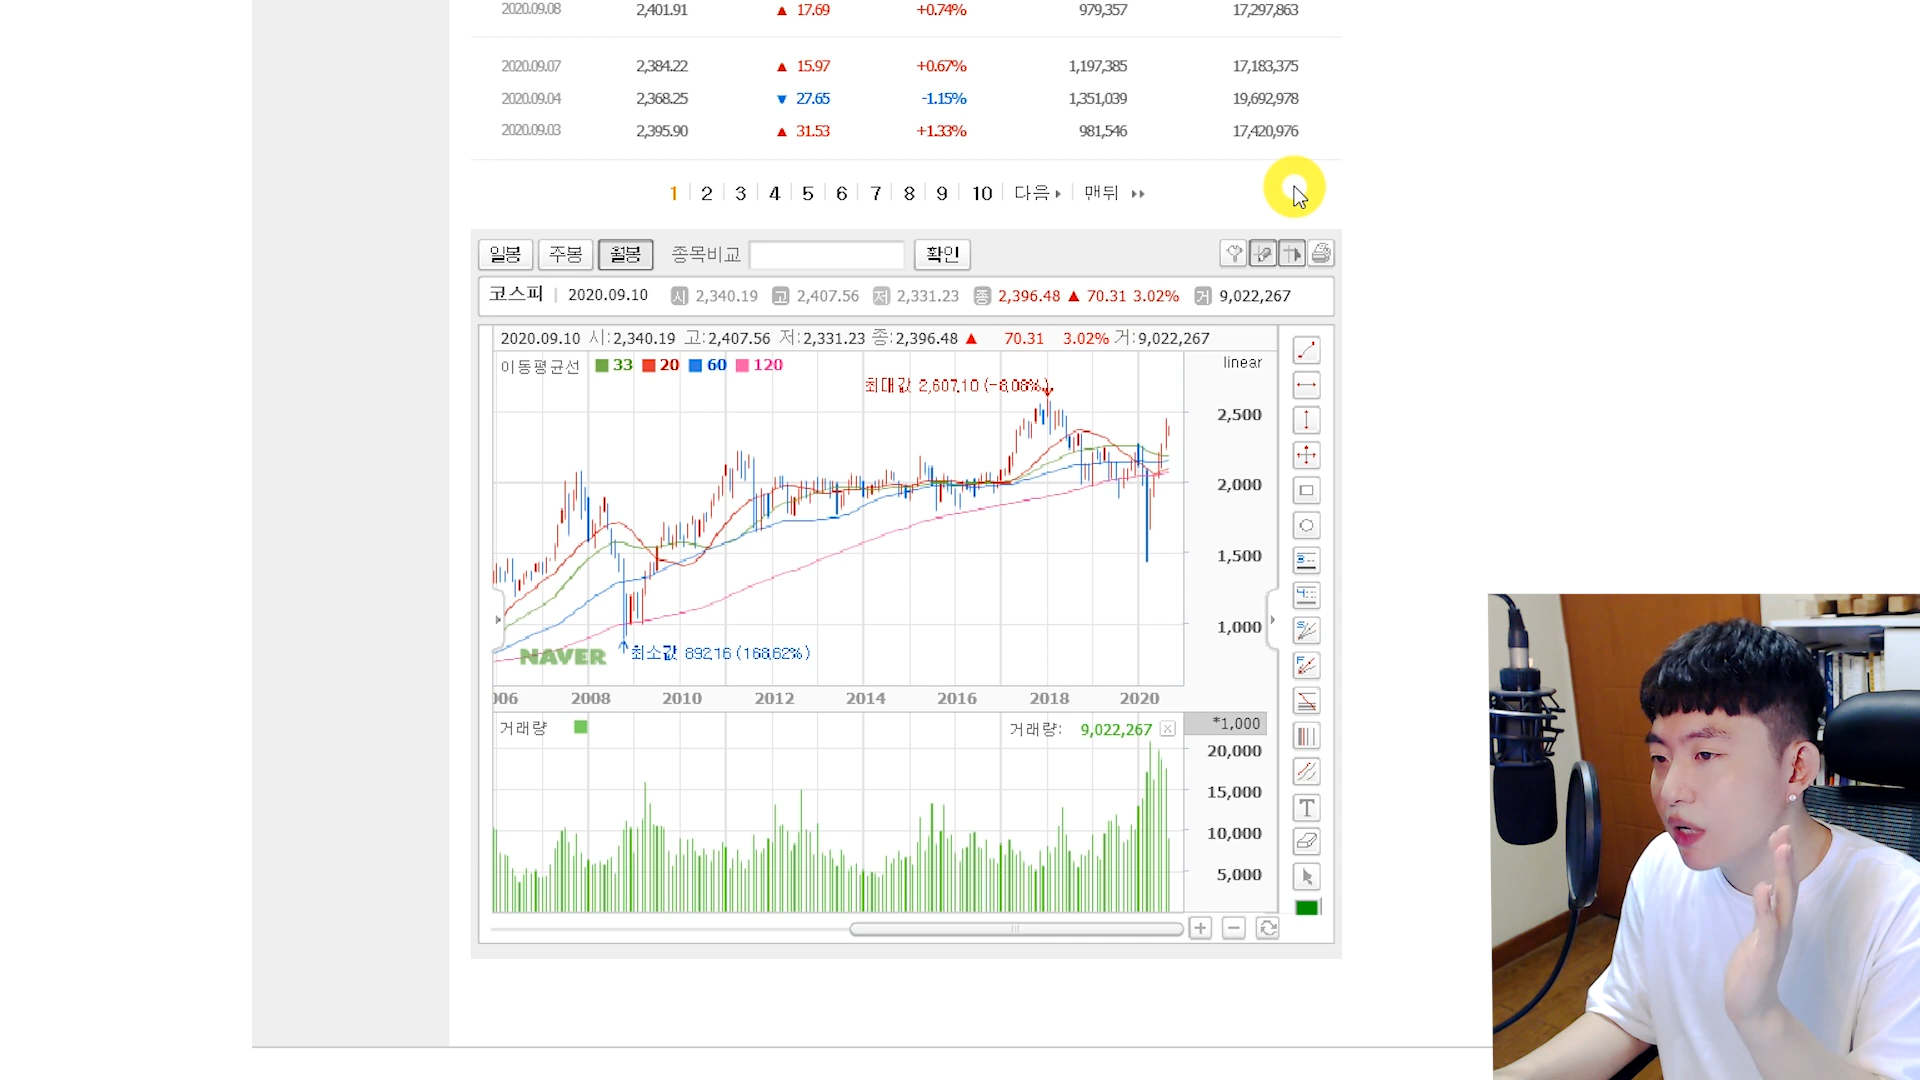 2020.09.08 2,401.91 ▲ 17.69 +0.74% 979,357 17,297,863
2020.09.07 2,384.22 ▲ 15.97 +0.67% 1,197,385 17,183,375
2020.09.04 2,368.25 ▼ 27.65 -1.15% 1,351,039 19,692,978
2020.09.03 2,395.90 ▲ 31.53 +1.33% 981,546 17,420,976
1 2 3 4 5 6 7 8 9 10 다음 맨뒤
일봉 주봉 월봉 종목비교 확인
코스피 2020.09.10 시 2,340.19 고 2,407.56 저 2,331.23 종 2,396.48 ▲ 70.31 3.02% 거 9,022,267
2020.09.10 시:2,340.19 고:2,407.56 저:2,331.23 종:2,396.48 ▲ 70.31 3.02% 거:9,022,267
이동평균선 33 20 60 120
linear
최대값 2,607.10 (-8.08%)
2,500
2,000
1,500
1,000
NAVER
최소값 892.16 (168.62%)
006 2008 2010 2012 2014 2016 2018 2020
거래량 거래량: 9,022,267 x *1,000
20,000
15,000
10,000
5,000
T